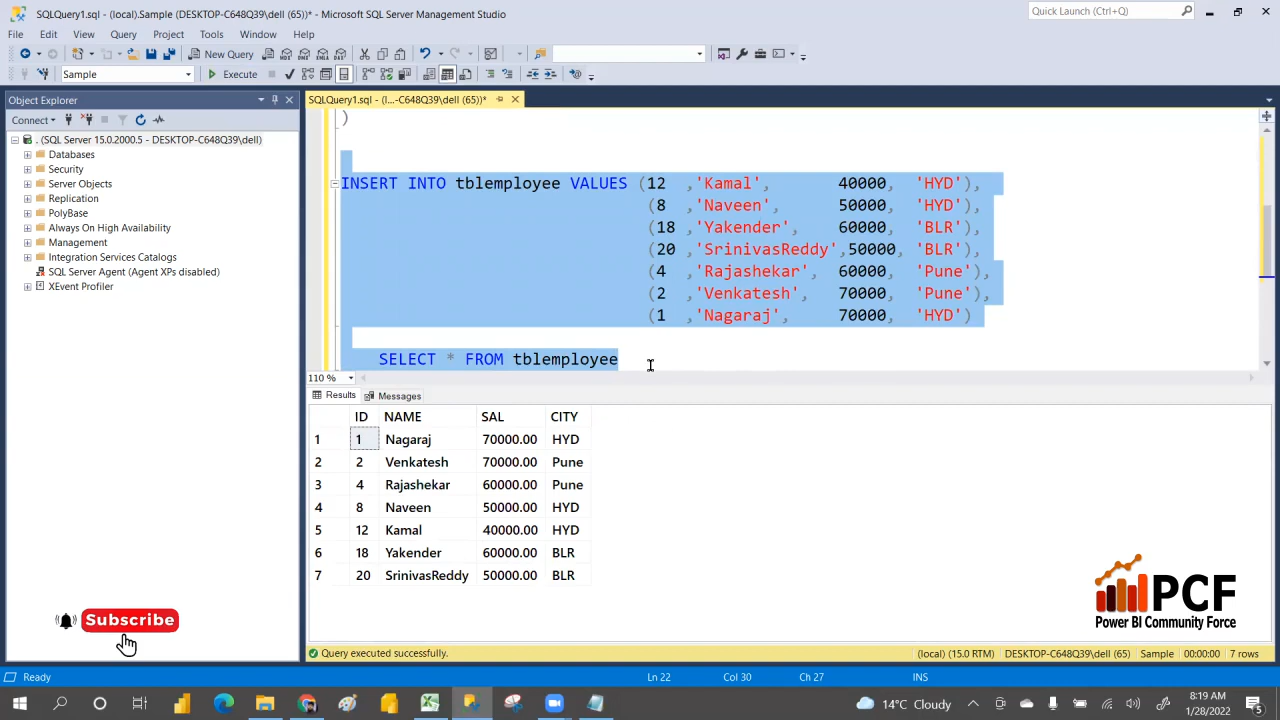 SQLQuery1.sql - (local).Sample (DESKTOP-C648Q39\dell (65))* - Microsoft SQL Server Management Studio
Quick Launch (Ctrl+Q)
File Edit View Query Project Tools Window Help
New Query
Sample
Execute
Object Explorer
SQLQuery1.sql - (l...-C648Q39\dell (65))*
Connect
. (SQL Server 15.0.2000.5 - DESKTOP-C648Q39\dell)
Databases
Security
Server Objects
Replication
PolyBase
Always On High Availability
Management
Integration Services Catalogs
SQL Server Agent (Agent XPs disabled)
XEvent Profiler
)
INSERT INTO tblemployee VALUES (12 ,'Kamal', 40000, 'HYD'),
(8 ,'Naveen', 50000, 'HYD'),
(18 ,'Yakender', 60000, 'BLR'),
(20 ,'SrinivasReddy',50000, 'BLR'),
(4 ,'Rajashekar', 60000, 'Pune'),
(2 ,'Venkatesh', 70000, 'Pune'),
(1 ,'Nagaraj', 70000, 'HYD')
SELECT * FROM tblemployee
110 %
Results Messages
ID NAME SAL CITY
1 1 Nagaraj 70000.00 HYD
2 2 Venkatesh 70000.00 Pune
3 4 Rajashekar 60000.00 Pune
4 8 Naveen 50000.00 HYD
5 12 Kamal 40000.00 HYD
6 18 Yakender 60000.00 BLR
7 20 SrinivasReddy 50000.00 BLR
Subscribe
PCF
Power BI Community Force
Query executed successfully.
(local) (15.0 RTM) DESKTOP-C648Q39\dell (65) Sample 00:00:00 7 rows
Ready
Ln 22 Col 30 Ch 27 INS
14°C Cloudy
8:19 AM
1/28/2022
5